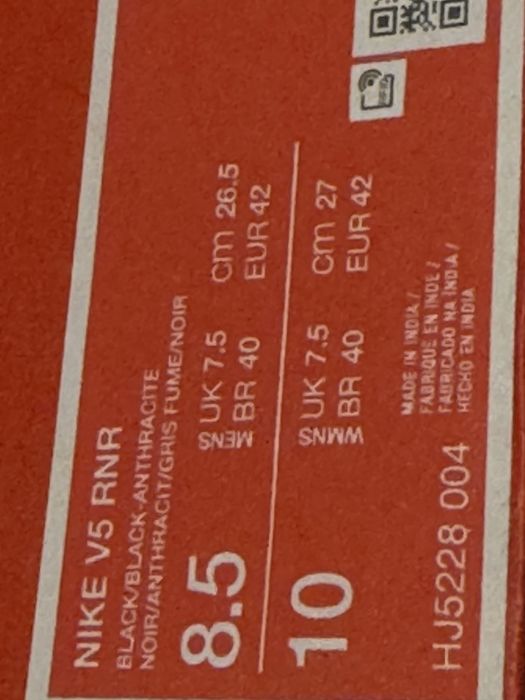 NIKE V5 RNR
BLACK/BLACK-ANTHRACITE
NOIR/ANTHRACIT/GRIS FUME/NOIR
8.5 MENS UK 7.5 cm 26.5
BR 40 EUR 42
10 WMNS UK 7.5 cm 27
BR 40 EUR 42
HJ5228 004
MADE IN INDIA /
FABRIQUE EN INDE /
FABRICADO NA INDIA /
HECHO EN INDIA